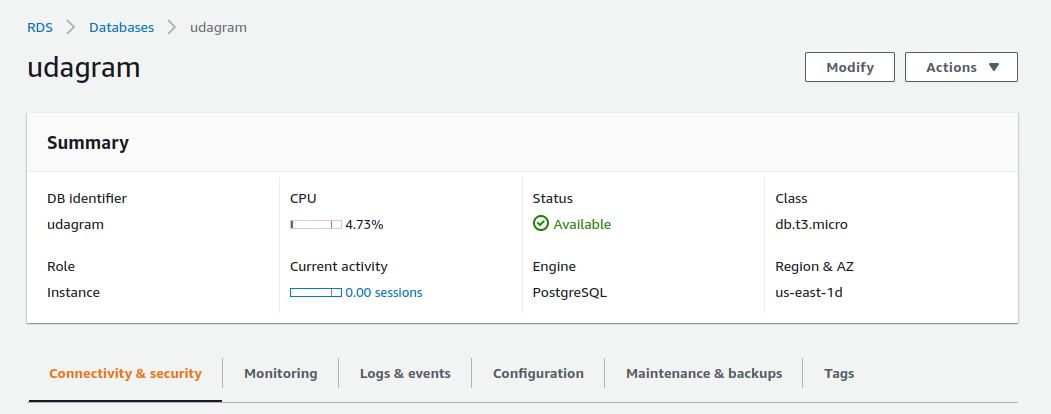 RDS > Databases > udagram
udagram
Modify
Actions ▼
Summary
DB identifier
CPU
Status
Class
udagram
4.73%
Available
db.t3.micro
Role
Current activity
Engine
Region & AZ
Instance
0.00 sessions
PostgreSQL
us-east-1d
Connectivity & security
Monitoring
Logs & events
Configuration
Maintenance & backups
Tags